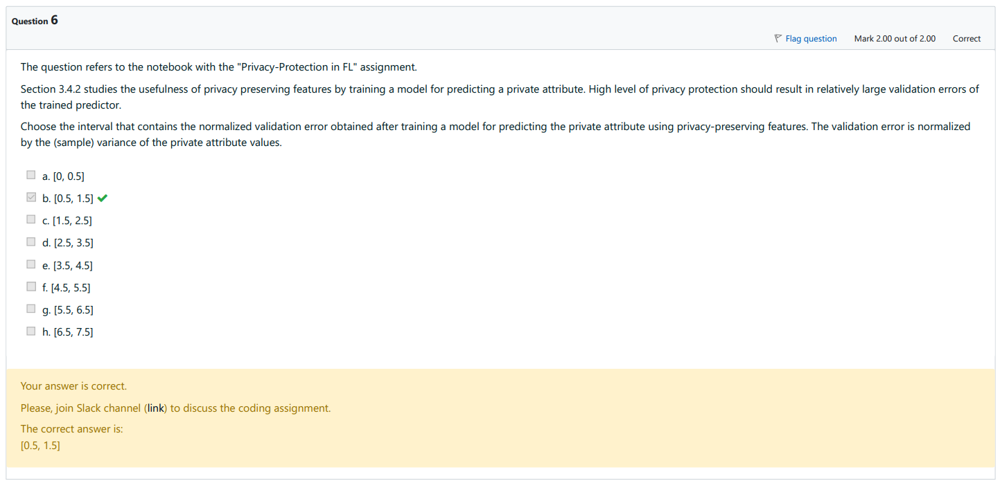 Question 6
Flag question Mark 2.00 out of 2.00 Correct
The question refers to the notebook with the "Privacy-Protection in FL" assignment.
Section 3.4.2 studies the usefulness of privacy preserving features by training a model for predicting a private attribute. High level of privacy protection should result in relatively large validation errors of
the trained predictor.
Choose the interval that contains the normalized validation error obtained after training a model for predicting the private attribute using privacy-preserving features. The validation error is normalized
by the (sample) variance of the private attribute values.
a. [0, 0.5]
b. [0.5, 1.5]
c. [1.5, 2.5]
d. [2.5, 3.5]
e. [3.5, 4.5]
f. [4.5, 5.5]
g. [5.5, 6.5]
h. [6.5, 7.5]
Your answer is correct.
Please, join Slack channel (link) to discuss the coding assignment.
The correct answer is:
[0.5, 1.5]